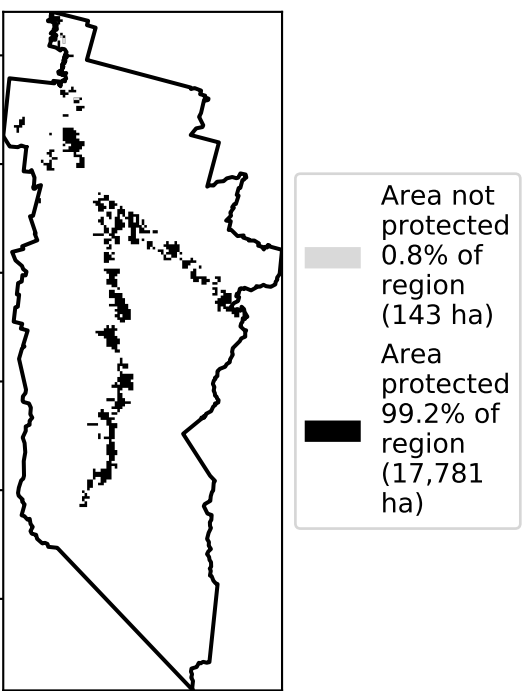 Area not
protected
0.8% of
region
(143 ha)
Area
protected
99.2% of
region
(17,781
ha)